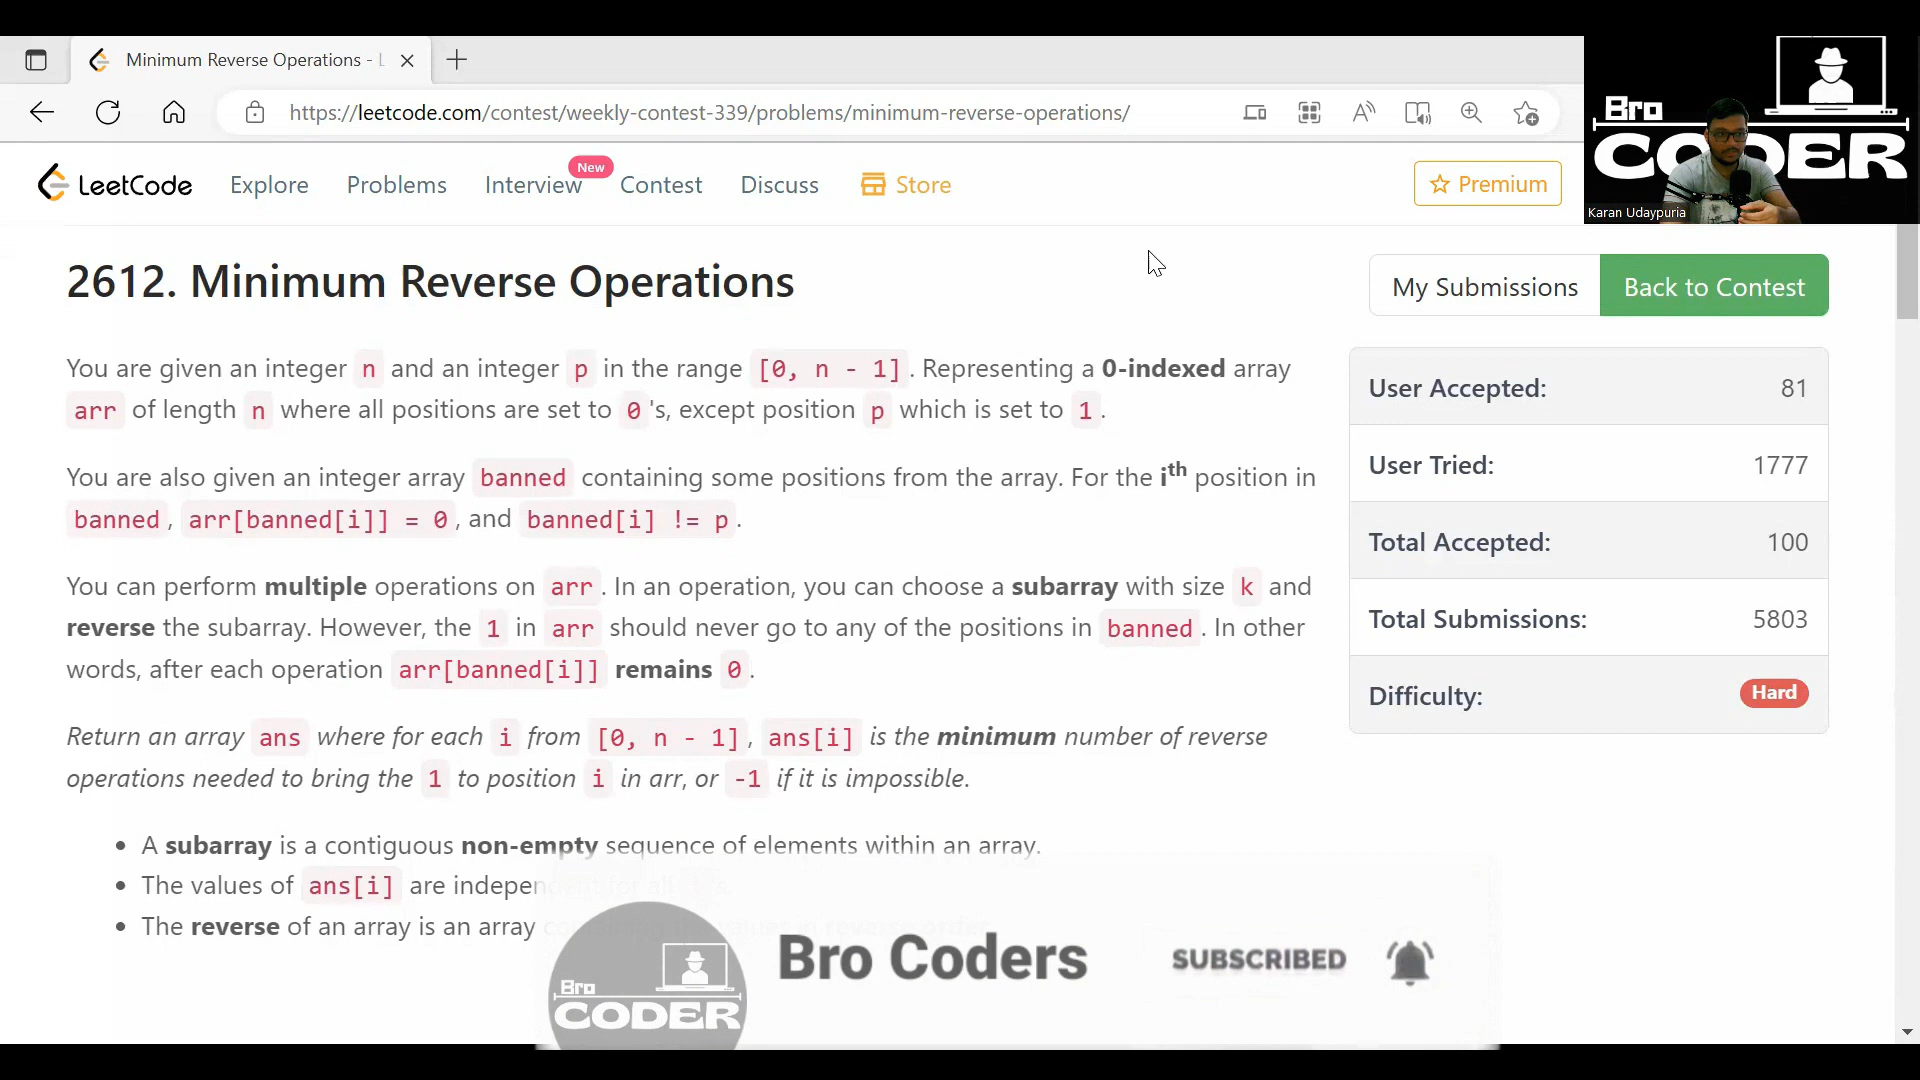 Minimum Reverse Operations - L
https://leetcode.com/contest/weekly-contest-339/problems/minimum-reverse-operations/
Bro
CODER
Karan Udaypuria
LeetCode Explore Problems Interview New Contest Discuss Store Premium
2612. Minimum Reverse Operations
My Submissions Back to Contest
You are given an integer n and an integer p in the range [0, n - 1]. Representing a 0-indexed array
arr of length n where all positions are set to 0's, except position p which is set to 1.
You are also given an integer array banned containing some positions from the array. For the ith position in
banned, arr[banned[i]] = 0, and banned[i] != p.
You can perform multiple operations on arr. In an operation, you can choose a subarray with size k and
reverse the subarray. However, the 1 in arr should never go to any of the positions in banned. In other
words, after each operation arr[banned[i]] remains 0.
Return an array ans where for each i from [0, n - 1], ans[i] is the minimum number of reverse
operations needed to bring the 1 to position i in arr, or -1 if it is impossible.
• A subarray is a contiguous non-empty sequence of elements within an array.
• The values of ans[i] are indepen
• The reverse of an array is an array
User Accepted: 81
User Tried: 1777
Total Accepted: 100
Total Submissions: 5803
Difficulty: Hard
Bro
CODER
Bro Coders
SUBSCRIBED